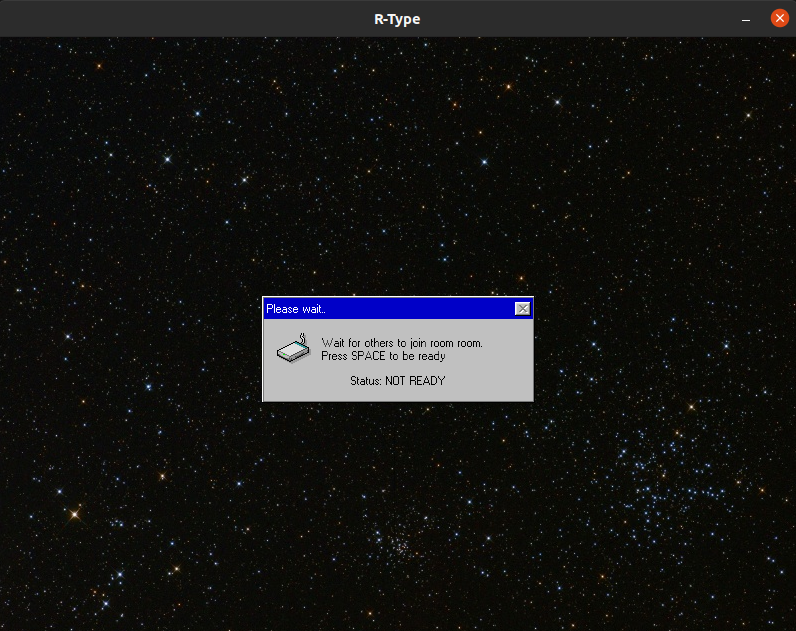 R-Type
Please wait..
Wait for others to join room room.
Press SPACE to be ready
Status: NOT READY